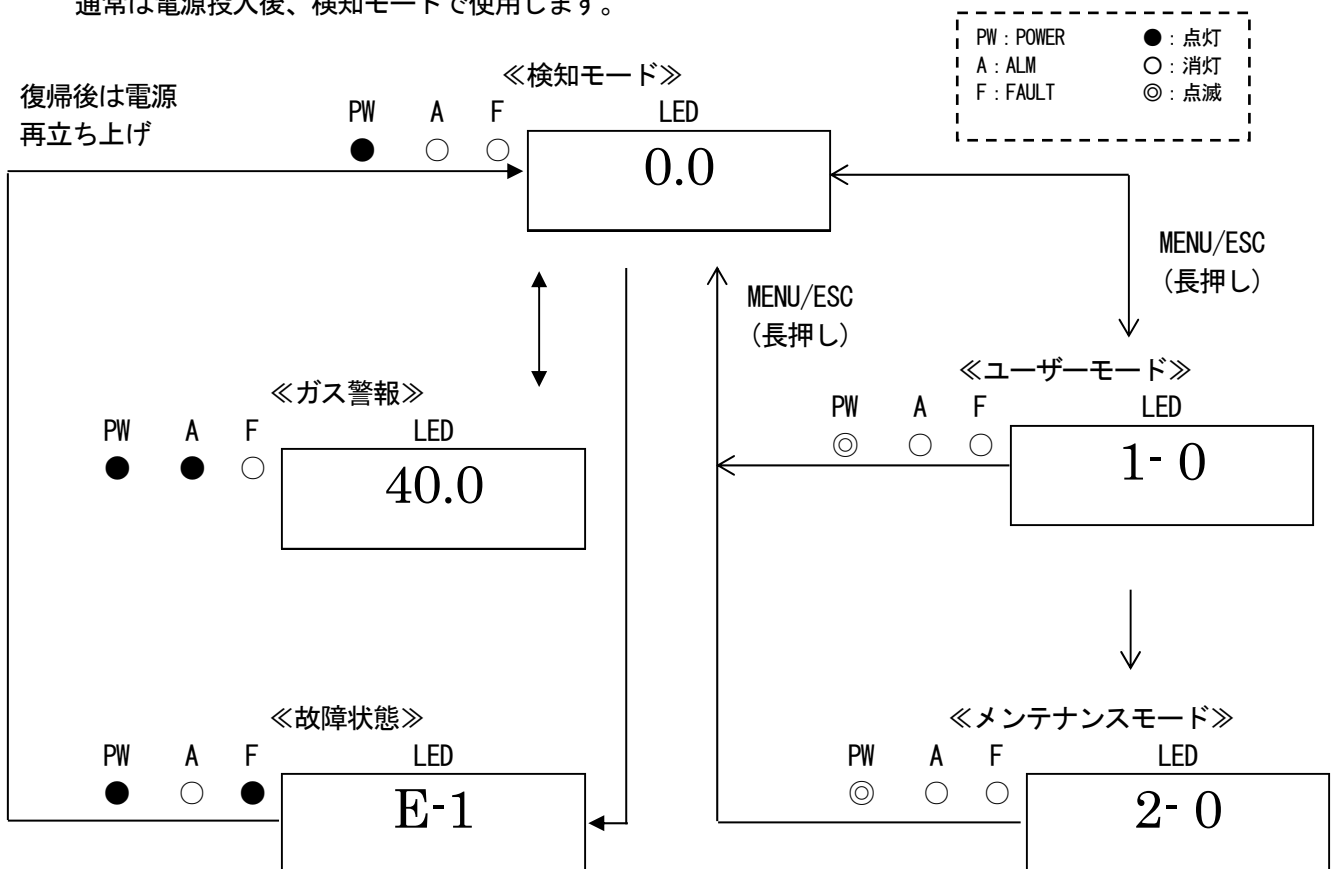 通常は電源投入後、検知モードで使用します。
PW：POWER ●：点灯
A：ALM ○：消灯
F：FAULT ◎：点滅
復帰後は電源
再立ち上げ
≪検知モード≫
PW A F LED
● ○ ○
0.0
MENU/ESC
（長押し）
MENU/ESC
（長押し）
≪ガス警報≫
PW A F LED
● ● ○
40.0
≪ユーザーモード≫
PW A F LED
◎ ○ ○
1- 0
≪故障状態≫
PW A F LED
● ○ ●
E-1
≪メンテナンスモード≫
PW A F LED
◎ ○ ○
2- 0